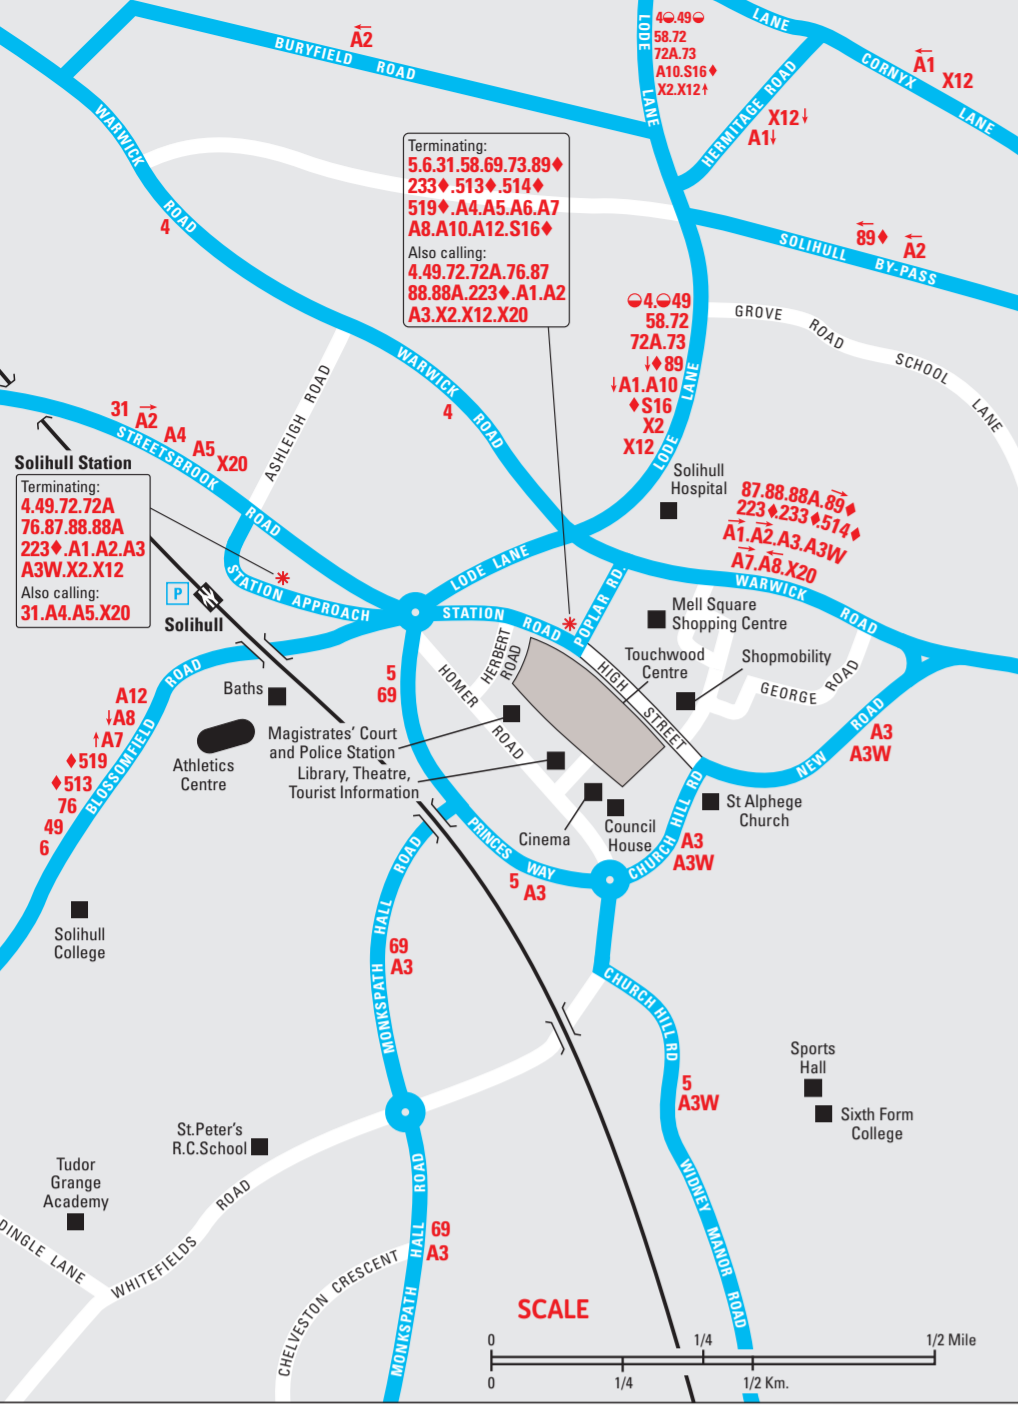 LANE
LODE
4◒.49◒
58.72
72A.73
A10.S16♦
X2.X12↑
LANE
←
A2
BURYFIELD ROAD
CORNYX
LANE
←
A1
X12
HERMITAGE ROAD
X12↓
A1↓
WARWICK
ROAD
4
Terminating:
5.6.31.58.69.73.89♦
233♦.513♦.514♦
519♦.A4.A5.A6.A7
A8.A10.A12.S16♦
Also calling:
4.49.72.72A.76.87
88.88A.223♦.A1.A2
A3.X2.X12.X20
←
89♦
←
A2
SOLIHULL BY-PASS
◒4.◒49
58.72
72A.73
↓♦89
↓A1.A10
♦S16
X2
X12
LODE LANE
GROVE ROAD
SCHOOL
LANE
WARWICK
ROAD
4
ASHLEIGH ROAD
31
→
A2
A4
A5
X20
STREETSBROOK
ROAD
Solihull Station
Terminating:
4.49.72.72A
76.87.88.88A
223♦.A1.A2.A3
A3W.X2.X12
Also calling:
31.A4.A5.X20
P
Solihull
STATION APPROACH
LODE LANE
STATION ROAD
POPLAR RD.
Solihull
Hospital
87.88.88A.89♦
223♦.233♦.514♦
A1.A2.A3.A3W
A7.A8.X20
WARWICK
ROAD
Mell Square
Shopping Centre
Touchwood
Centre
Shopmobility
GEORGE ROAD
HIGH
STREET
HERBERT
ROAD
HOMER
ROAD
5
69
NEW ROAD
A3
A3W
Baths
Athletics
Centre
A12
↓A8
↑A7
♦519
♦513
76
49
6
BLOSSOMFIELD
ROAD
Magistrates' Court
and Police Station
Library, Theatre,
Tourist Information
Cinema
Council
House
St Alphege
Church
CHURCH HILL RD
A3
A3W
PRINCES
WAY
5
A3
Solihull
College
MONKSPATH HALL ROAD
69
A3
CHURCH HILL RD
5
A3W
Sports
Hall
Sixth Form
College
St.Peter's
R.C.School
Tudor
Grange
Academy
DINGLE LANE
WHITEFIELDS
ROAD
CHELVESTON CRESCENT
MONKSPATH HALL ROAD
69
A3
WIDNEY MANOR ROAD
SCALE
0 1/4 1/2 Mile
0 1/4 1/2 Km.